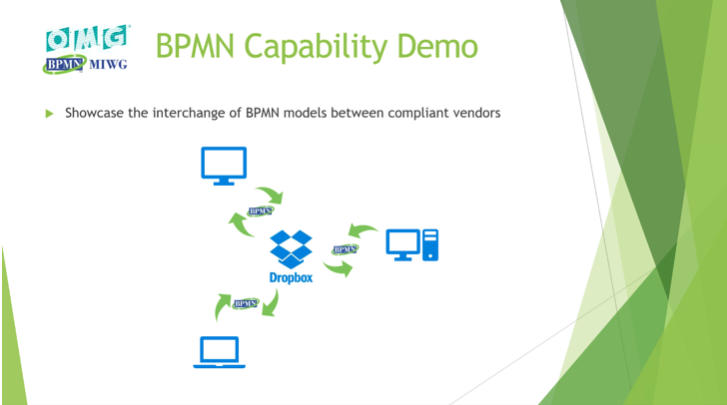 OMG
BPMN MIWG
BPMN Capability Demo
Showcase the interchange of BPMN models between compliant vendors
BPMN
BPMN
Dropbox
BPMN